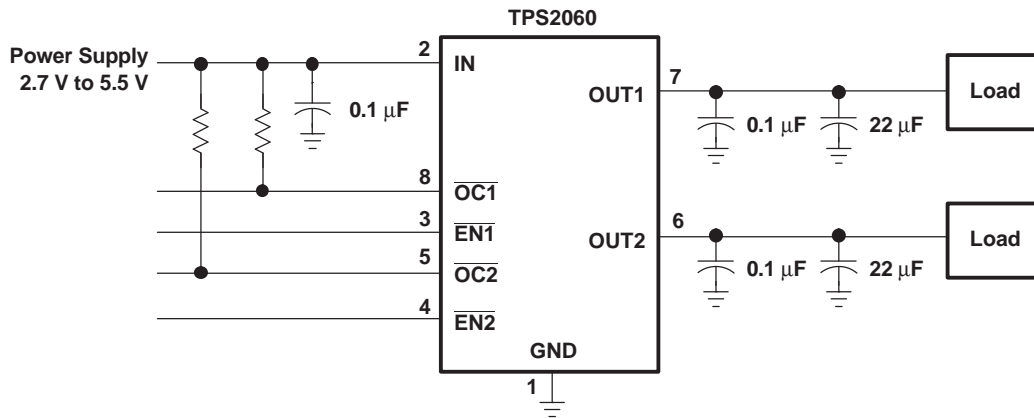 TPS2060
Power Supply
2.7 V to 5.5 V
2
IN
0.1 µF
7
OUT1
0.1 µF
22 µF
Load
8
OC1
3
EN1
5
OC2
4
EN2
6
OUT2
0.1 µF
22 µF
Load
GND
1